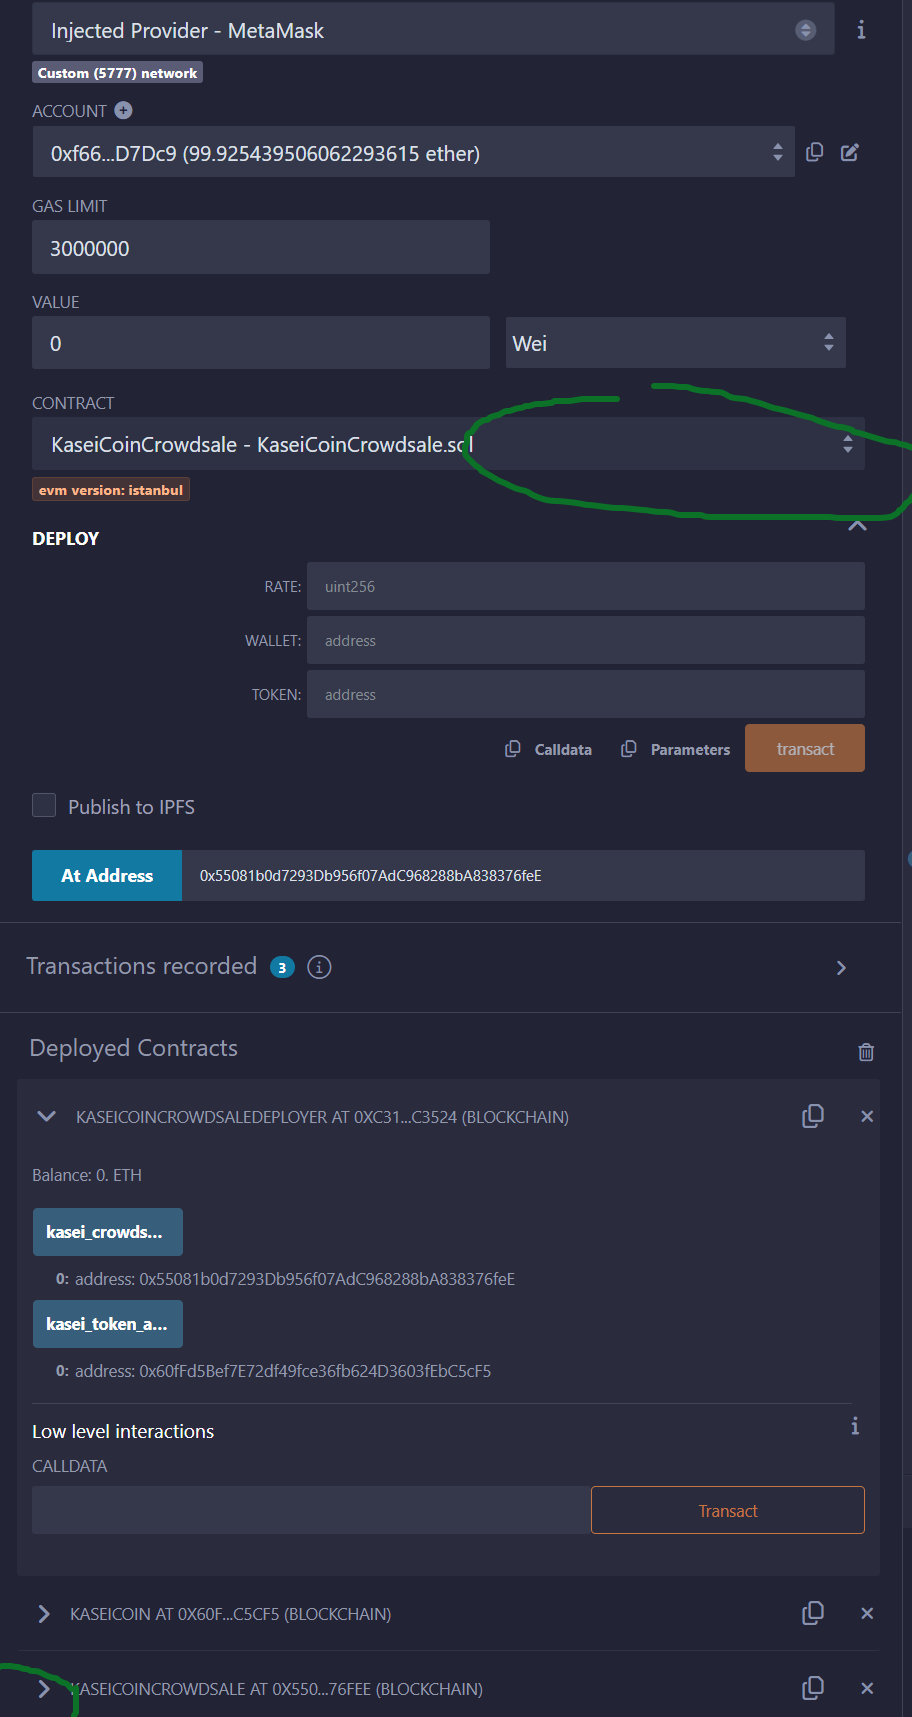 Injected Provider - MetaMask
Custom (5777) network
ACCOUNT
0xf66...D7Dc9 (99.925439506062293615 ether)
GAS LIMIT
3000000
VALUE
0 Wei
CONTRACT
KaseiCoinCrowdsale - KaseiCoinCrowdsale.sol
evm version: istanbul
DEPLOY
RATE: uint256
WALLET: address
TOKEN: address
Calldata Parameters transact
Publish to IPFS
At Address 0x55081b0d7293Db956f07AdC968288bA838376feE
Transactions recorded 3
Deployed Contracts
KASEICOINCROWDSALEDEPLOYER AT 0XC31...C3524 (BLOCKCHAIN)
Balance: 0. ETH
kasei_crowds...
0: address: 0x55081b0d7293Db956f07AdC968288bA838376feE
kasei_token_a...
0: address: 0x60fFd5Bef7E72df49fce36fb624D3603fEbC5cF5
Low level interactions
CALLDATA
Transact
KASEICOIN AT 0X60F...C5CF5 (BLOCKCHAIN)
KASEICOINCROWDSALE AT 0X550...76FEE (BLOCKCHAIN)